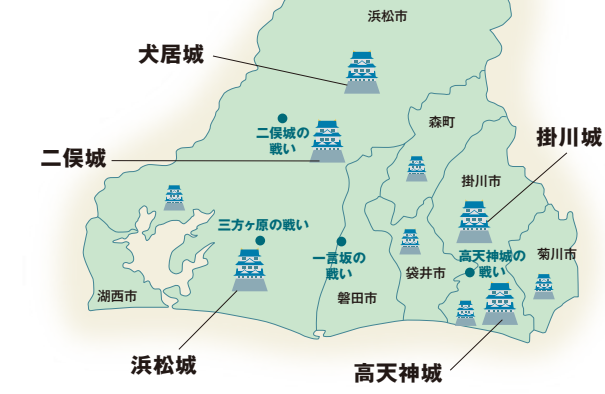 浜松市
犬居城
森町
二俣城の
戦い
掛川城
二俣城
掛川市
三方ヶ原の戦い
一言坂の
戦い
高天神城の
戦い
菊川市
袋井市
湖西市
磐田市
浜松城
高天神城